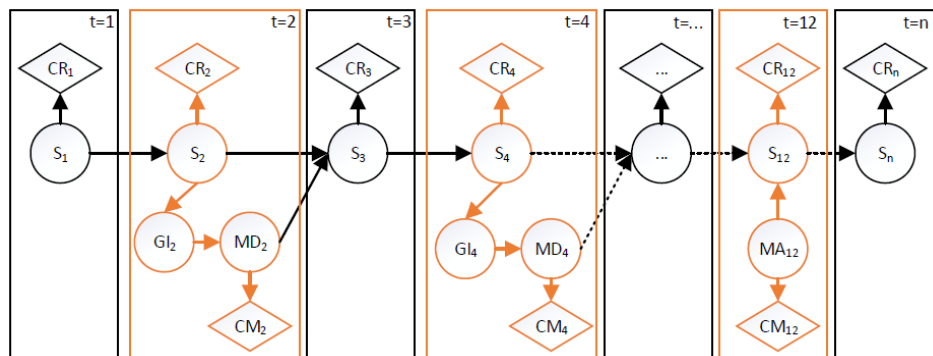 t=1
t=2
t=3
t=4
t=...
t=12
t=n
CR₁
CR₂
CR₃
CR₄
...
CR₁₂
CRₙ
S₁
S₂
S₃
S₄
...
S₁₂
Sₙ
GI₂
MD₂
GI₄
MD₄
MA₁₂
CM₂
CM₄
CM₁₂